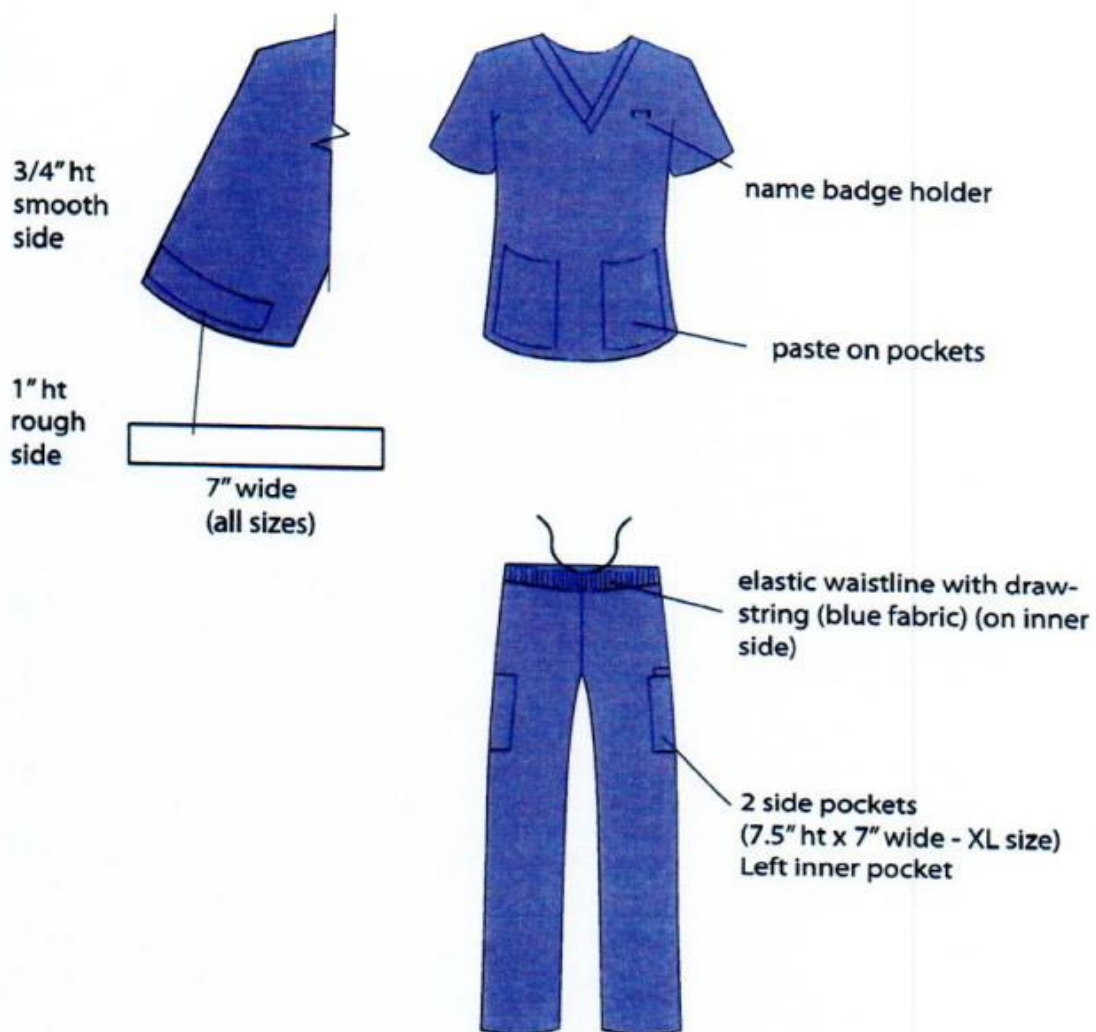 3/4" ht
smooth
side
name badge holder
paste on pockets
1" ht
rough
side
7" wide
(all sizes)
elastic waistline with draw-
string (blue fabric) (on inner
side)
2 side pockets
(7.5" ht x 7" wide - XL size)
Left inner pocket